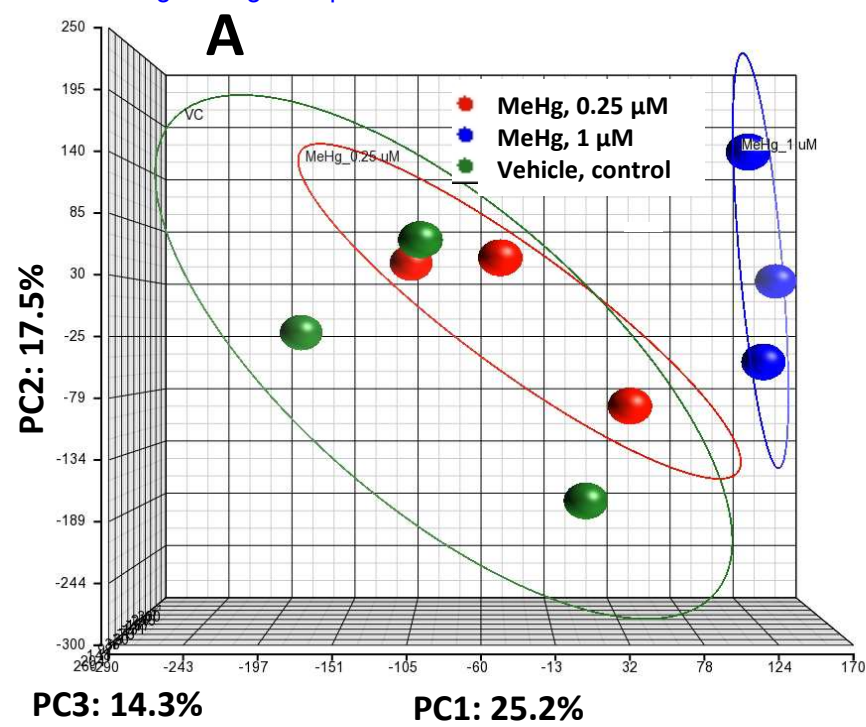 A
250
195
140
85
30
-25
-79
-134
-189
-244
-300
PC2: 17.5%
VC
MeHg_0.25 uM
MeHg, 0.25 µM
MeHg, 1 µM
Vehicle, control
MeHg_1 uM
-290 -243 -197 -151 -105 -60 -13 32 78 124 170
PC3: 14.3%
PC1: 25.2%